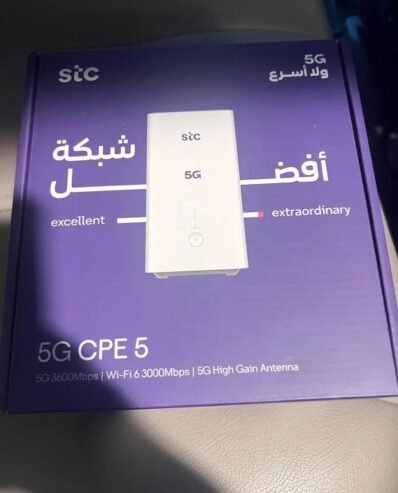 stc
5G
ولا أسرع
stc
5G
شبكة
أفضل
excellent
extraordinary
5G CPE 5
5G 3600Mbps | Wi-Fi 6 3000Mbps | 5G High Gain Antenna